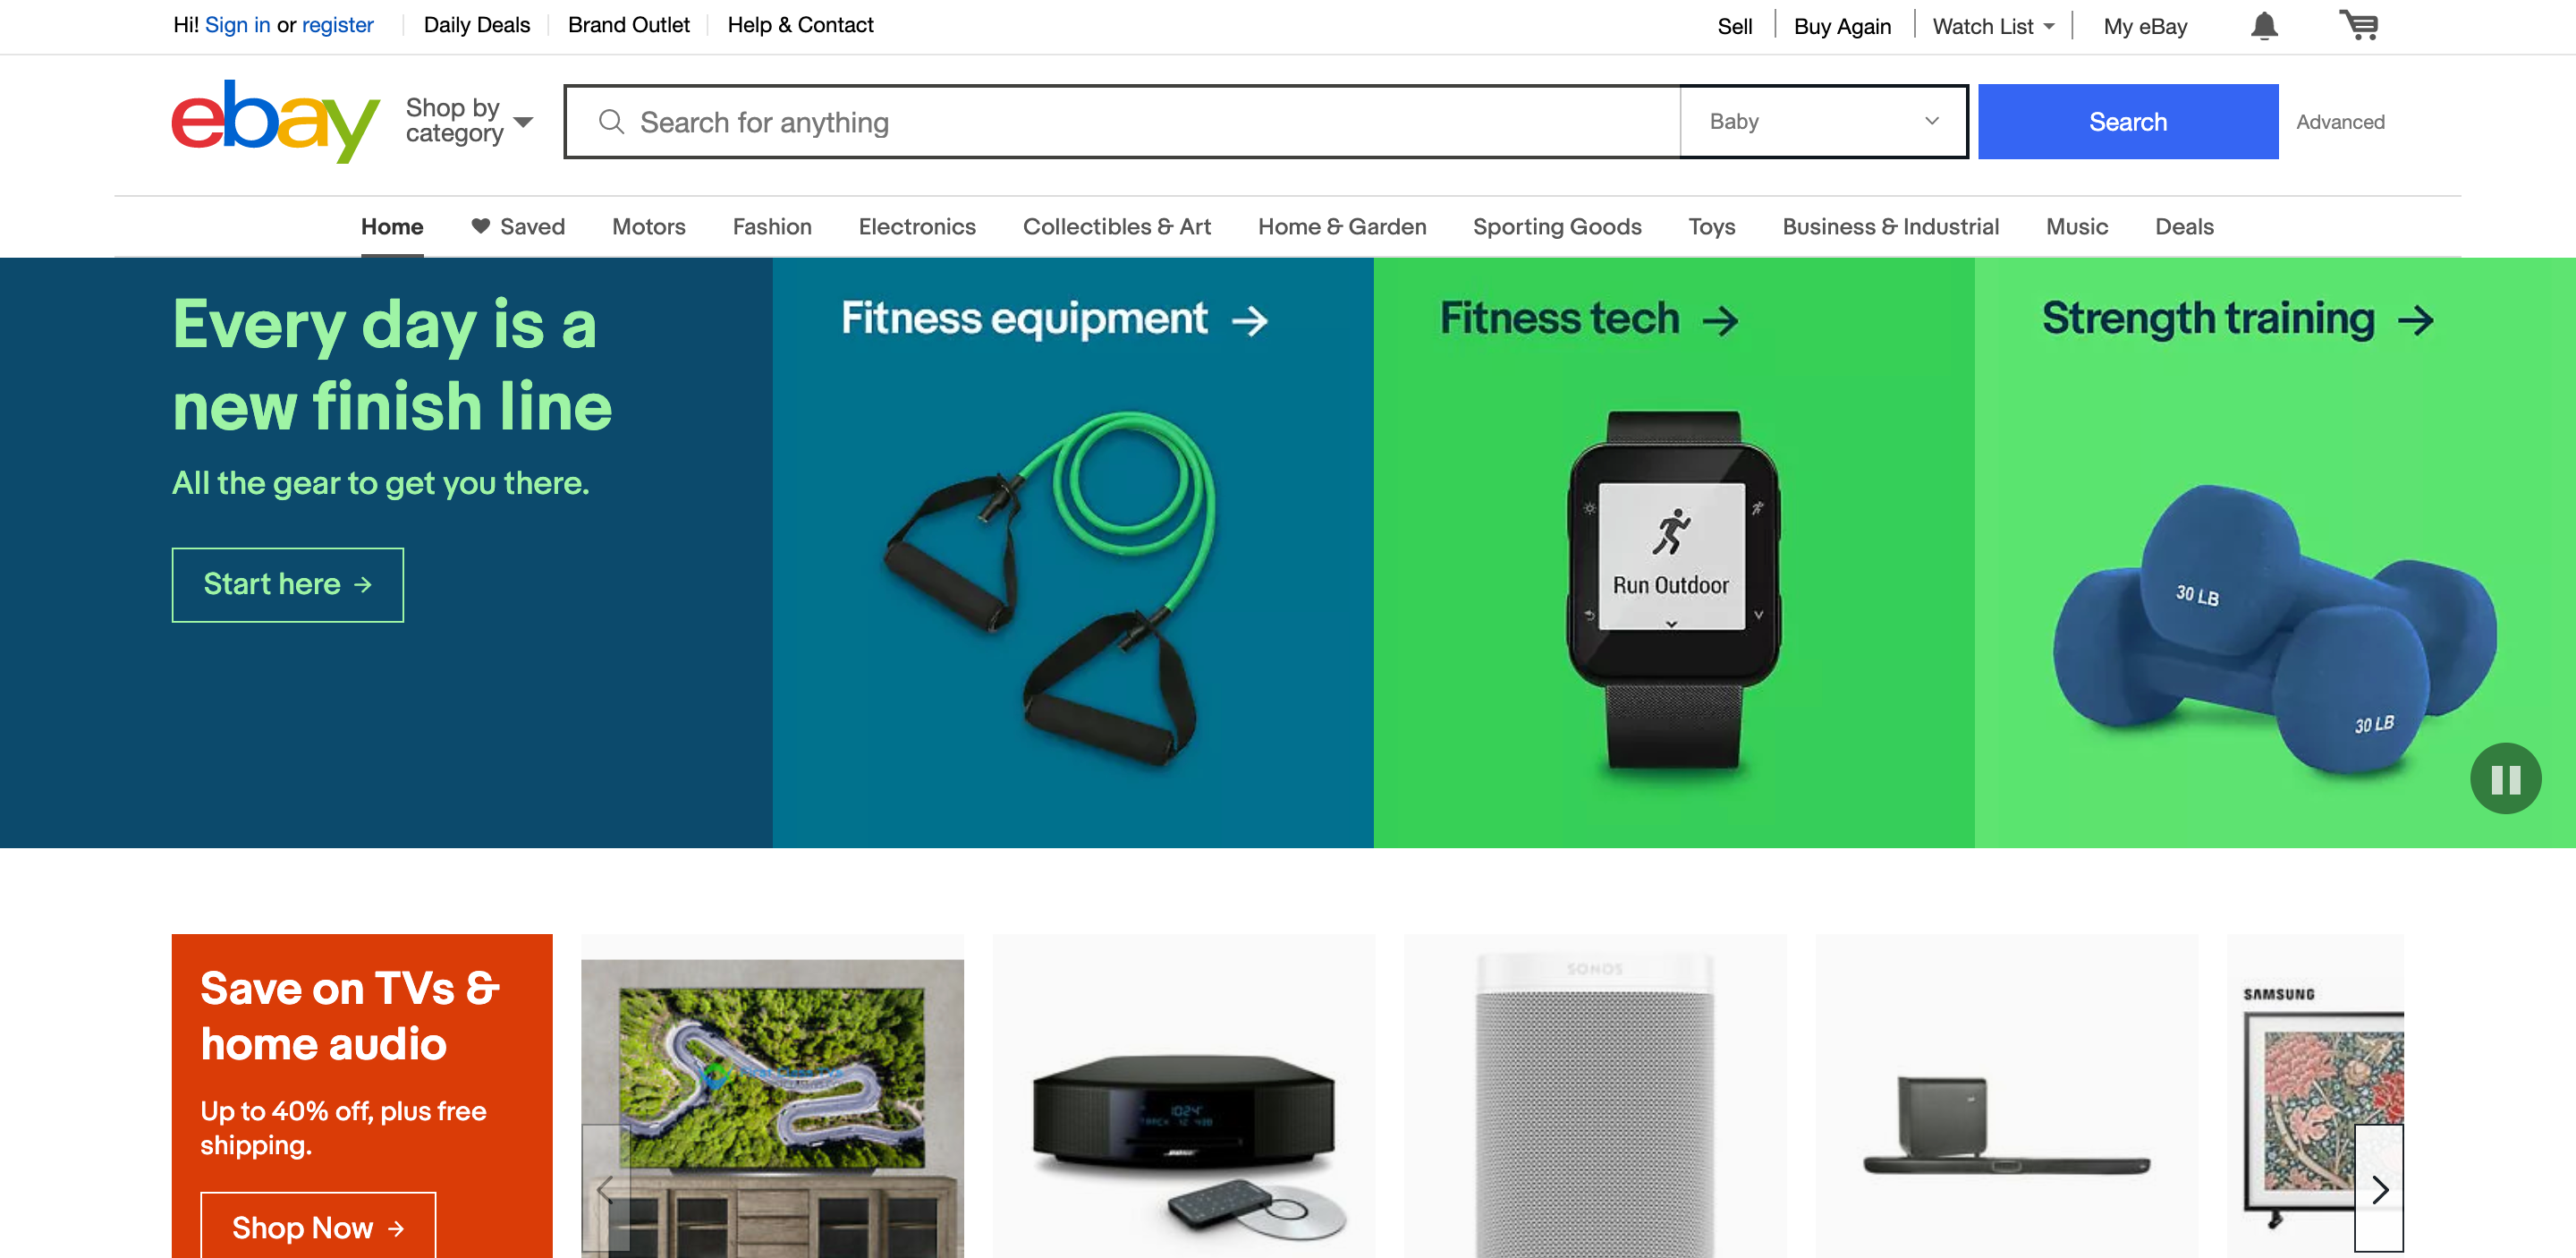 Hi! Sign in or register
Daily Deals
Brand Outlet
Help & Contact
Sell
Buy Again
Watch List
My eBay
ebay
Shop by
category
Search for anything
Baby
Search
Advanced
Home
Saved
Motors
Fashion
Electronics
Collectibles & Art
Home & Garden
Sporting Goods
Toys
Business & Industrial
Music
Deals
Every day is a
new finish line
All the gear to get you there.
Start here
Fitness equipment
Fitness tech
Run Outdoor
Strength training
30 LB
30 LB
Save on TVs &
home audio
Up to 40% off, plus free
shipping.
Shop Now
SONOS
SAMSUNG